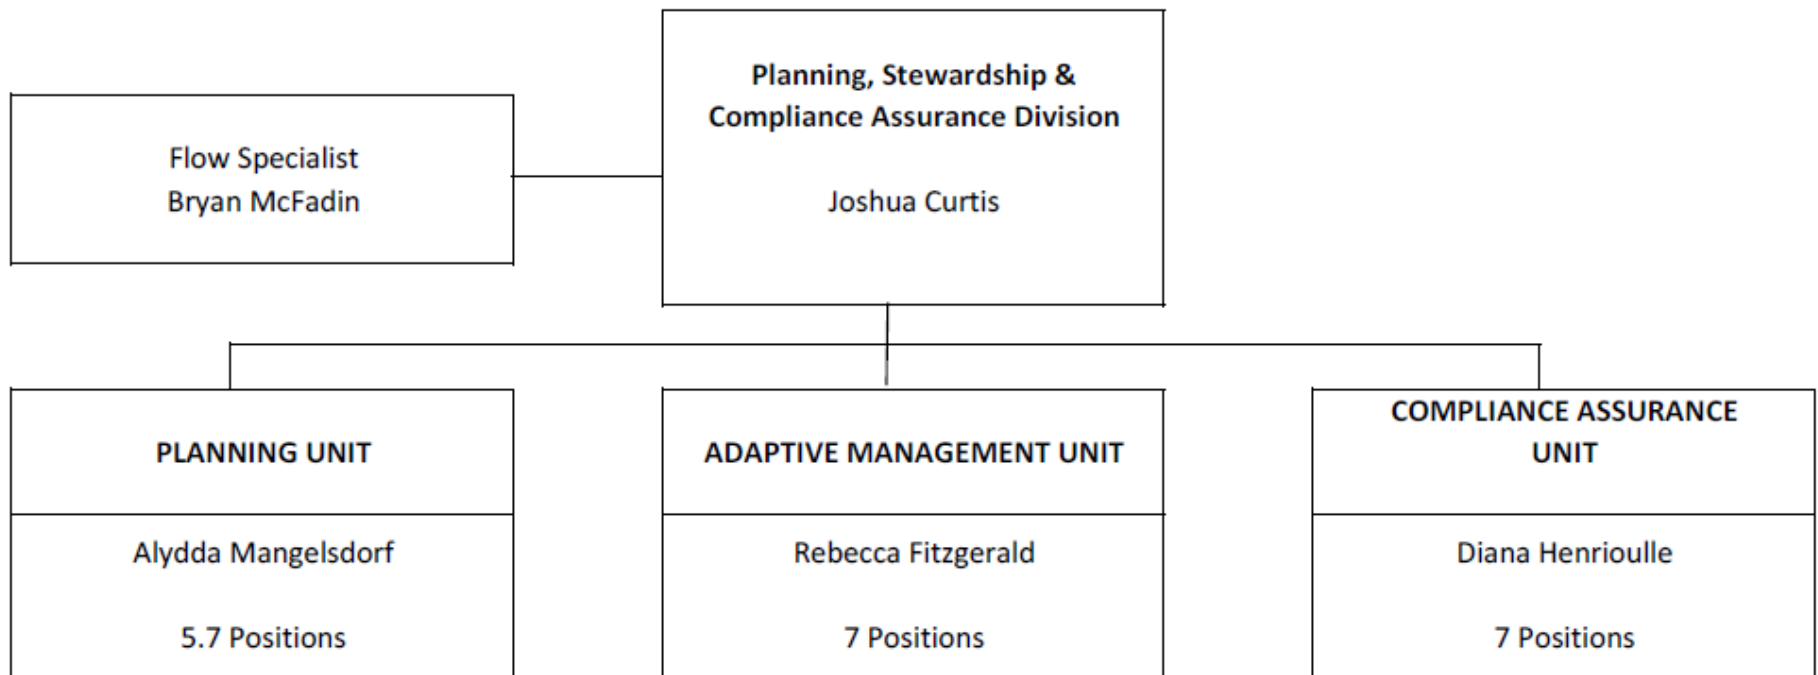 Planning, Stewardship &
Compliance Assurance Division
Joshua Curtis
Flow Specialist
Bryan McFadin
PLANNING UNIT
Alydda Mangelsdorf
5.7 Positions
ADAPTIVE MANAGEMENT UNIT
Rebecca Fitzgerald
7 Positions
COMPLIANCE ASSURANCE
UNIT
Diana Henrioulle
7 Positions